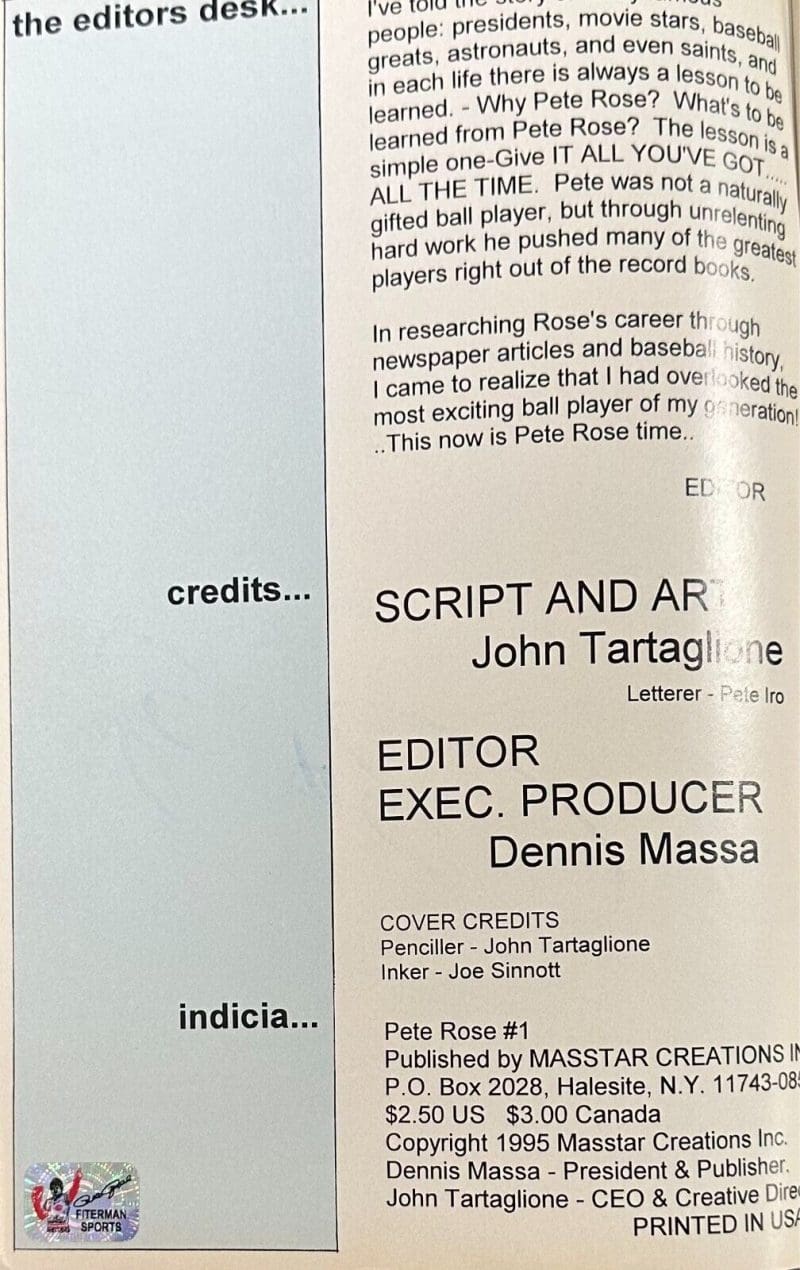 the editors desk...
I've told the
people: presidents, movie stars, baseball
greats, astronauts, and even saints, and
in each life there is always a lesson to be
learned. - Why Pete Rose? What's to be
learned from Pete Rose? The lesson is a
simple one-Give IT ALL YOU'VE GOT.....
ALL THE TIME. Pete was not a naturally
gifted ball player, but through unrelenting
hard work he pushed many of the greatest
players right out of the record books.
In researching Rose's career through
newspaper articles and baseball history,
I came to realize that I had overlooked the
most exciting ball player of my generation!
..This now is Pete Rose time..
EDITOR
credits...
SCRIPT AND ART
John Tartaglione
Letterer - Pete Iro
EDITOR
EXEC. PRODUCER
Dennis Massa
COVER CREDITS
Penciller - John Tartaglione
Inker - Joe Sinnott
indicia...
Pete Rose #1
Published by MASSTAR CREATIONS IN
P.O. Box 2028, Halesite, N.Y. 11743-085
$2.50 US $3.00 Canada
Copyright 1995 Masstar Creations Inc.
Dennis Massa - President & Publisher.
John Tartaglione - CEO & Creative Dire
PRINTED IN USA
FITERMAN
SPORTS